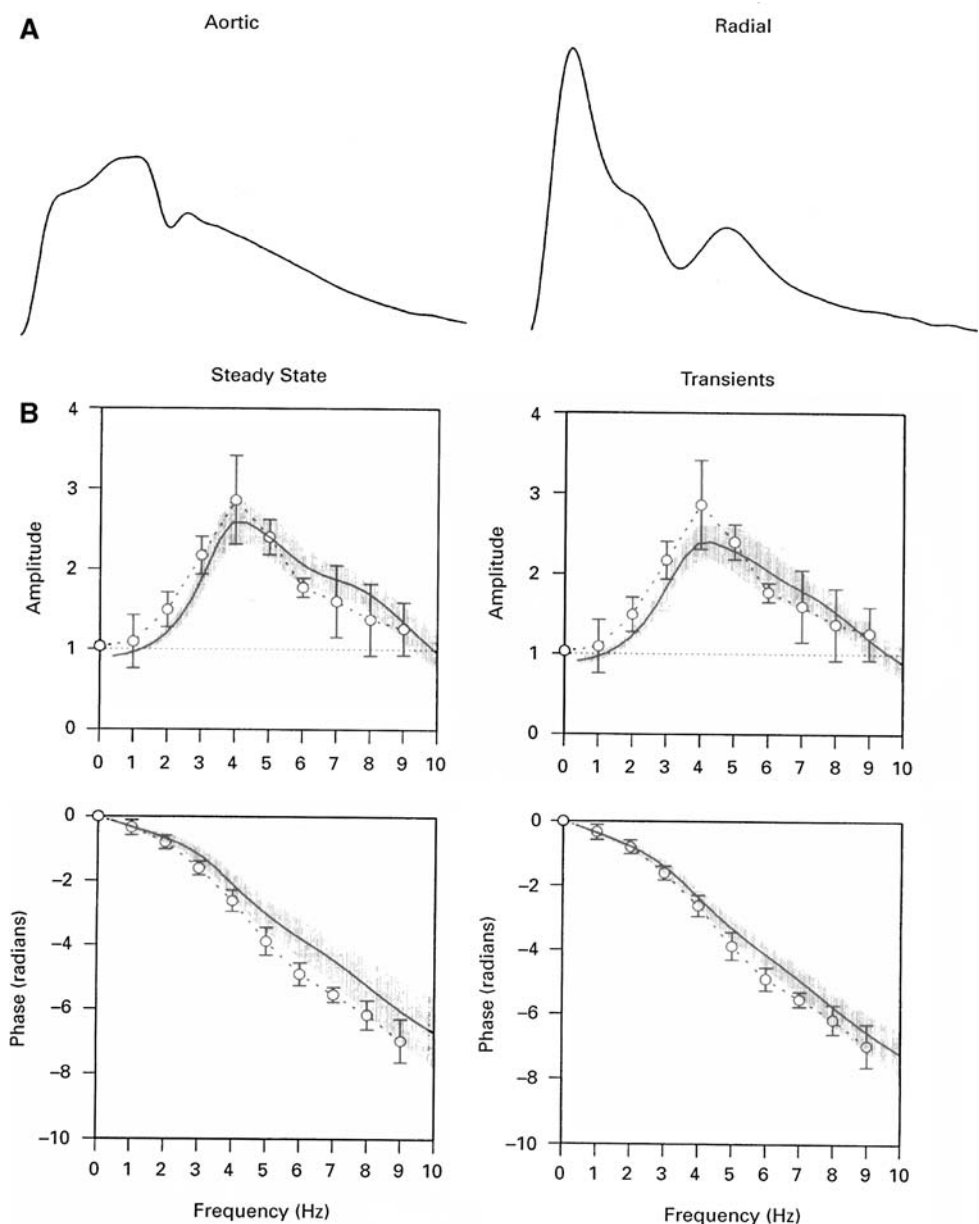 A
Aortic
Radial
B
Steady State
Transients
Amplitude
4
3
2
1
0
0 1 2 3 4 5 6 7 8 9 10
Amplitude
4
3
2
1
0
0 1 2 3 4 5 6 7 8 9 10
Phase (radians)
0
–2
–4
–6
–8
–10
0 1 2 3 4 5 6 7 8 9 10
Frequency (Hz)
Phase (radians)
0
–2
–4
–6
–8
–10
0 1 2 3 4 5 6 7 8 9 10
Frequency (Hz)